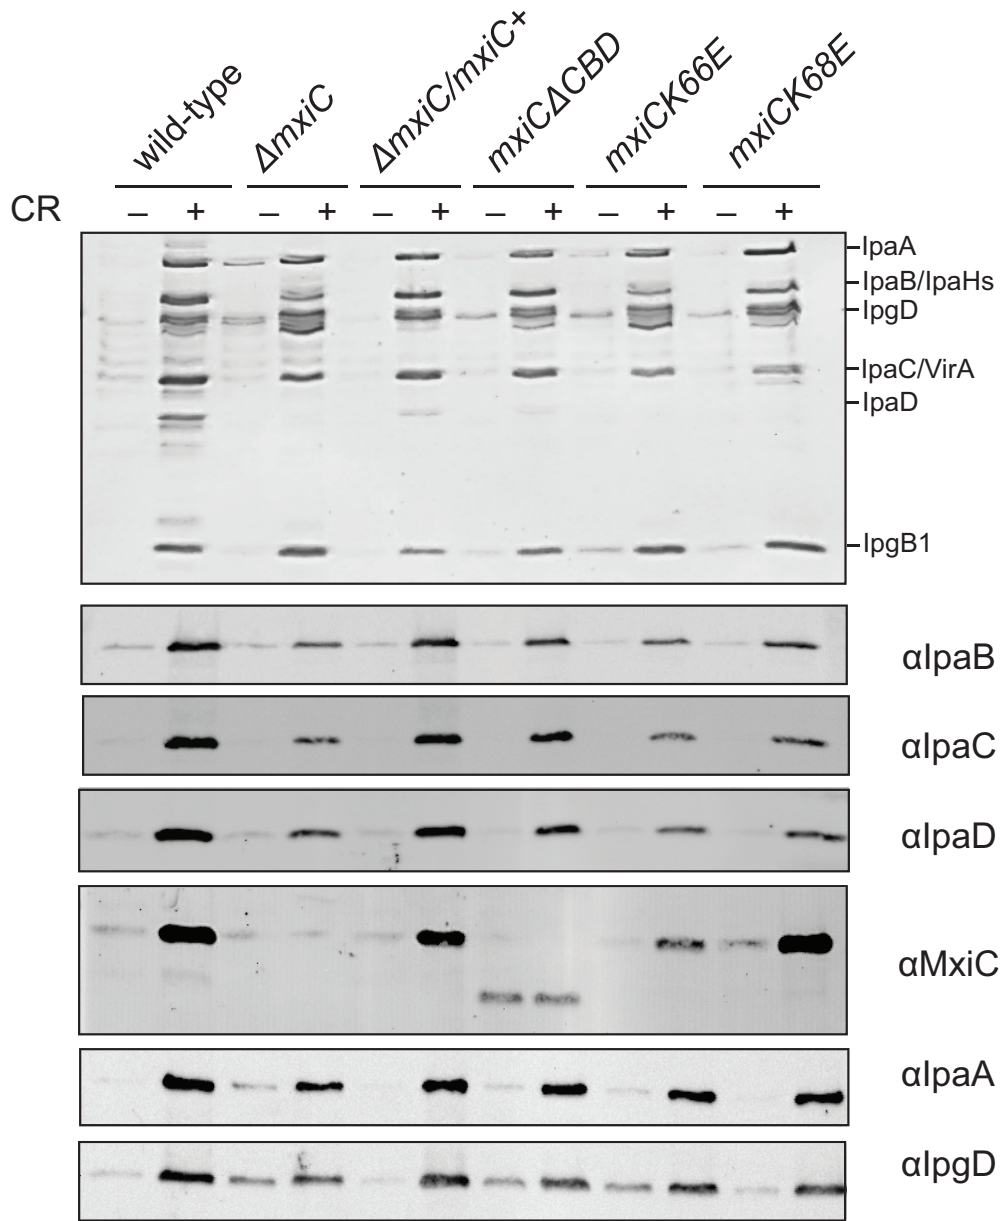 wild-type ΔmxiC ΔmxiC/mxiC+ mxiCΔCBD mxiCK66E mxiCK68E
CR – + – + – + – + – + – +
IpaA
IpaB/IpaHs
IpgD
IpaC/VirA
IpaD
IpgB1
αIpaB
αIpaC
αIpaD
αMxiC
αIpaA
αIpgD